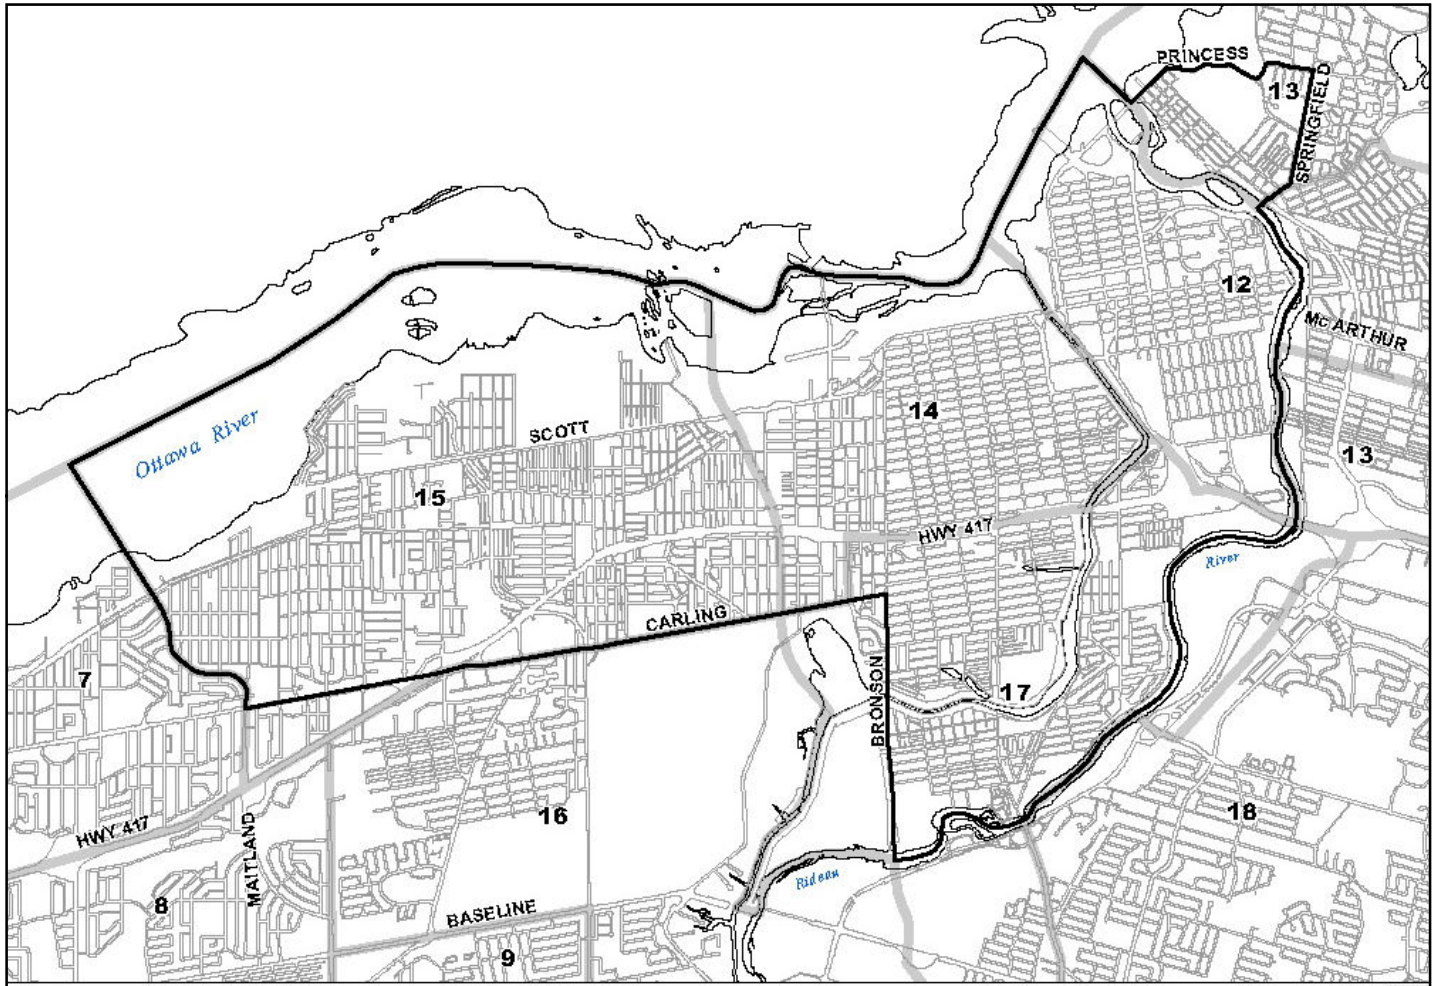 PRINCESS
13
SPRINGFIELD
12
Mc ARTHUR
14
Ottawa River
SCOTT
13
15
HWY 417
River
CARLING
7
BRONSON
17
16
18
HWY 417
MAITLAND
Rideau
8
BASELINE
9